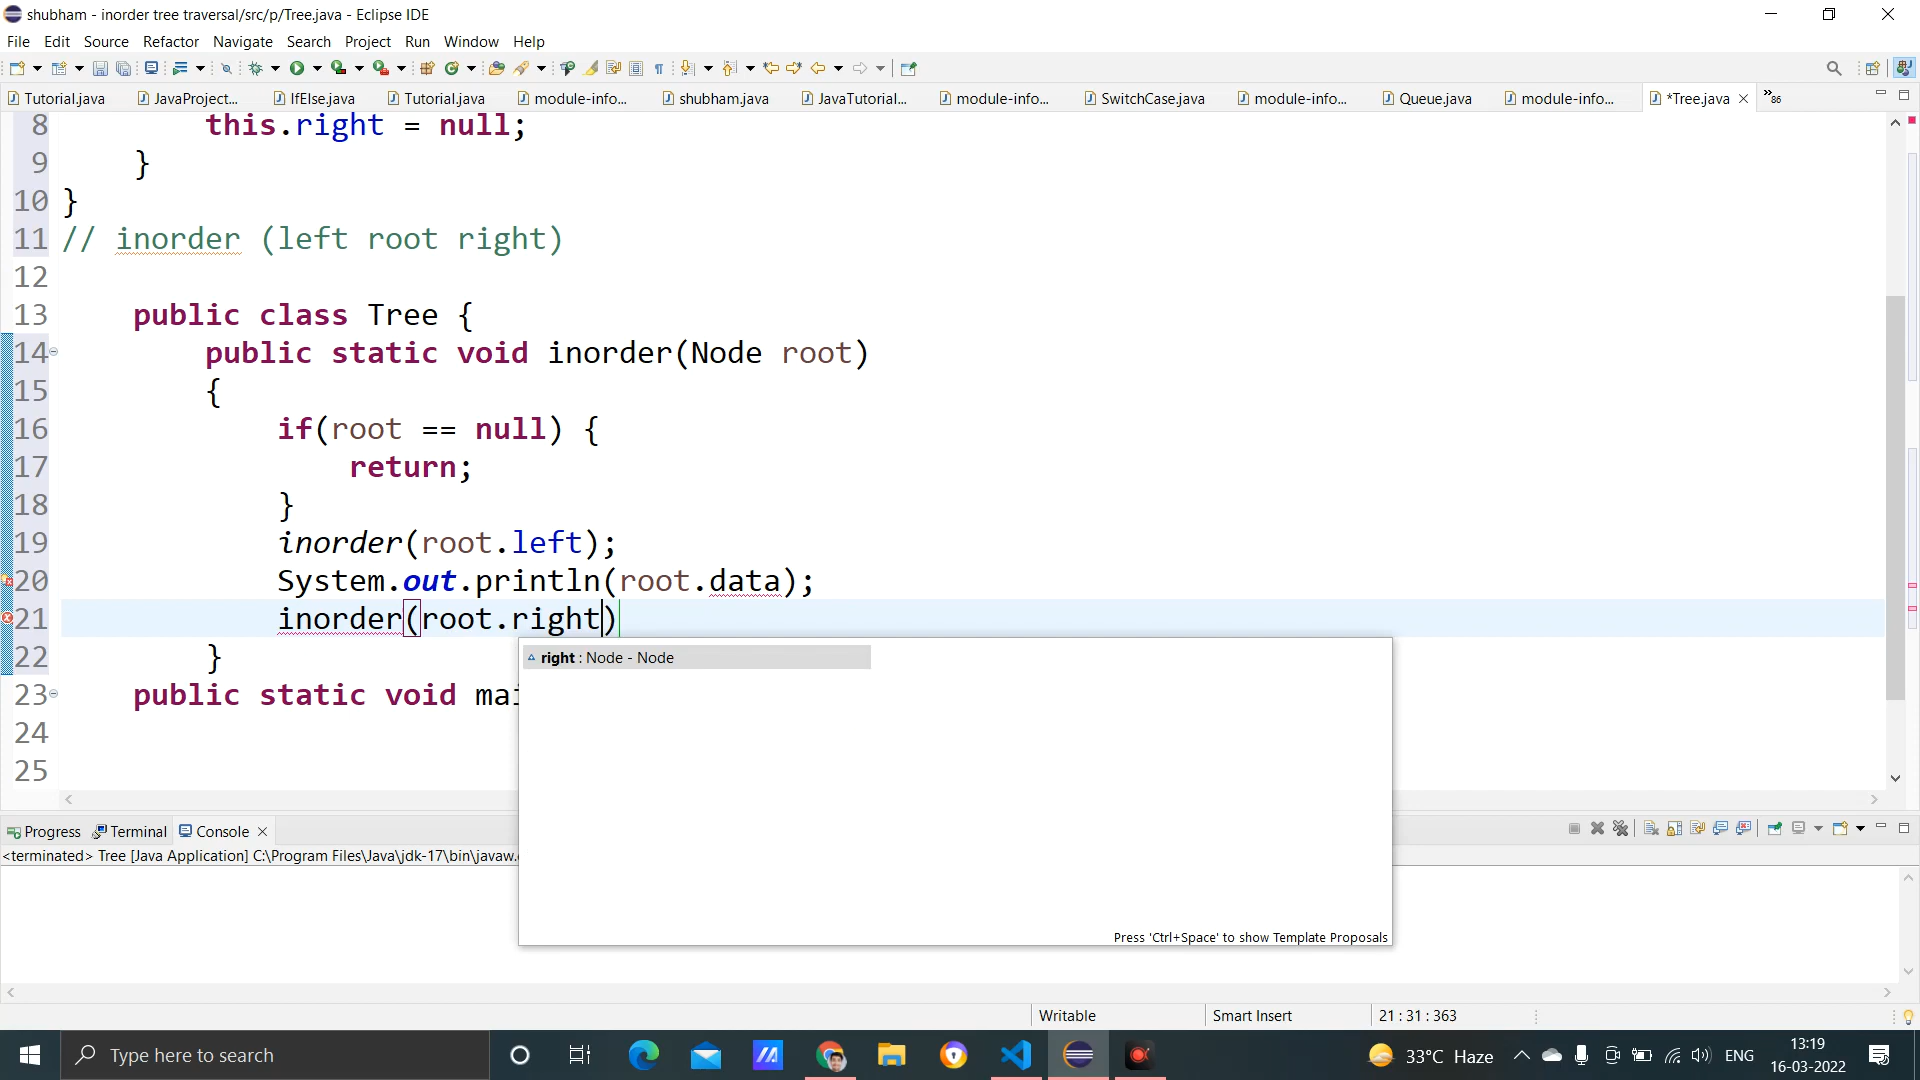 shubham - inorder tree traversal/src/p/Tree.java - Eclipse IDE
File Edit Source Refactor Navigate Search Project Run Window Help
Tutorial.java JavaProject... IfElse.java Tutorial.java module-info... shubham.java JavaTutorial... module-info... SwitchCase.java module-info... Queue.java module-info... *Tree.java »86
8 this.right = null;
9 }
10 }
11 // inorder (left root right)
12
13 public class Tree {
14 public static void inorder(Node root)
15 {
16 if(root == null) {
17 return;
18 }
19 inorder(root.left);
20 System.out.println(root.data);
21 inorder(root.right)
right : Node - Node
22 }
23 public static void mai
24
25
Press 'Ctrl+Space' to show Template Proposals
Progress Terminal Console
<terminated> Tree [Java Application] C:\Program Files\Java\jdk-17\bin\javaw.
Writable Smart Insert 21 : 31 : 363
Type here to search
33°C Haze ENG 13:19
16-03-2022